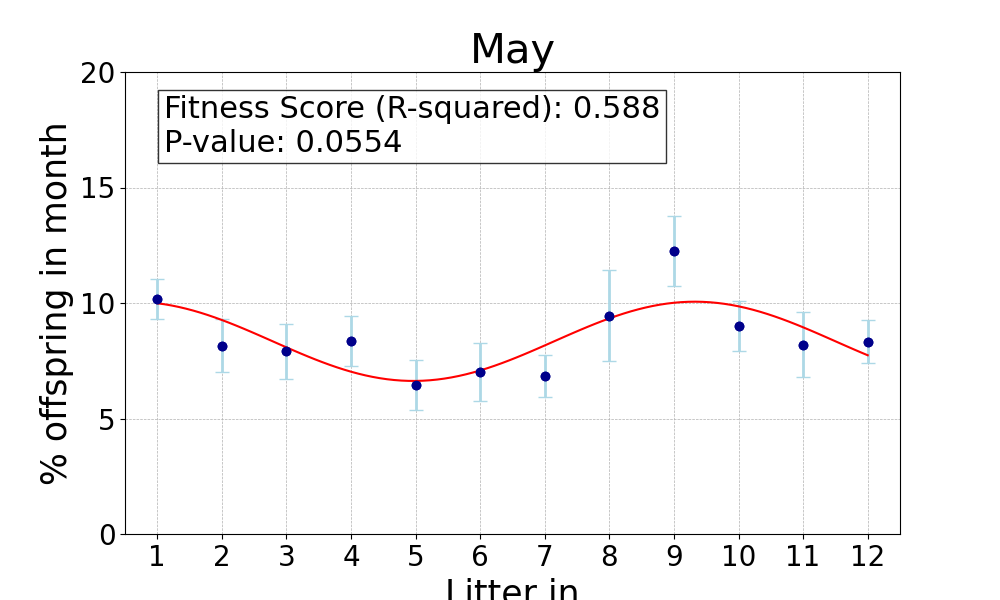 May
Fitness Score (R-squared): 0.588
P-value: 0.0554
% offspring in month
20
15
10
5
0
1 2 3 4 5 6 7 8 9 10 11 12
Litter in